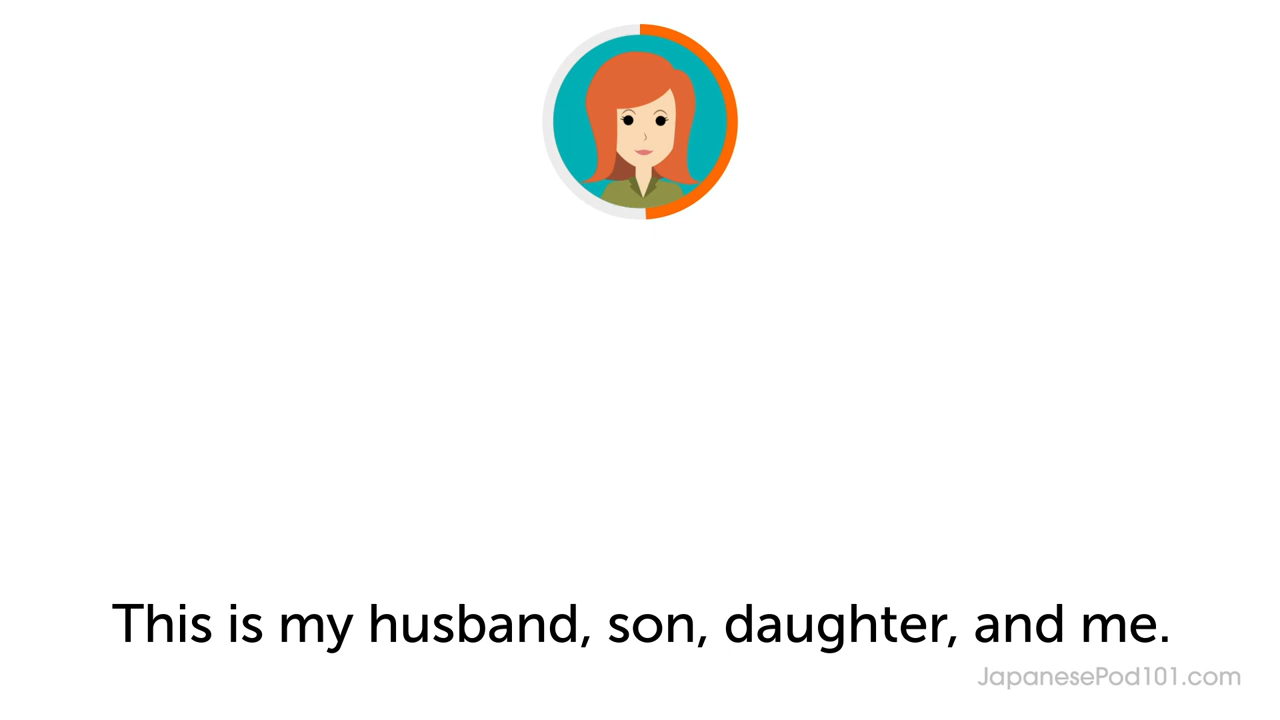 This is my husband, son, daughter, and me.
JapanesePod101.com